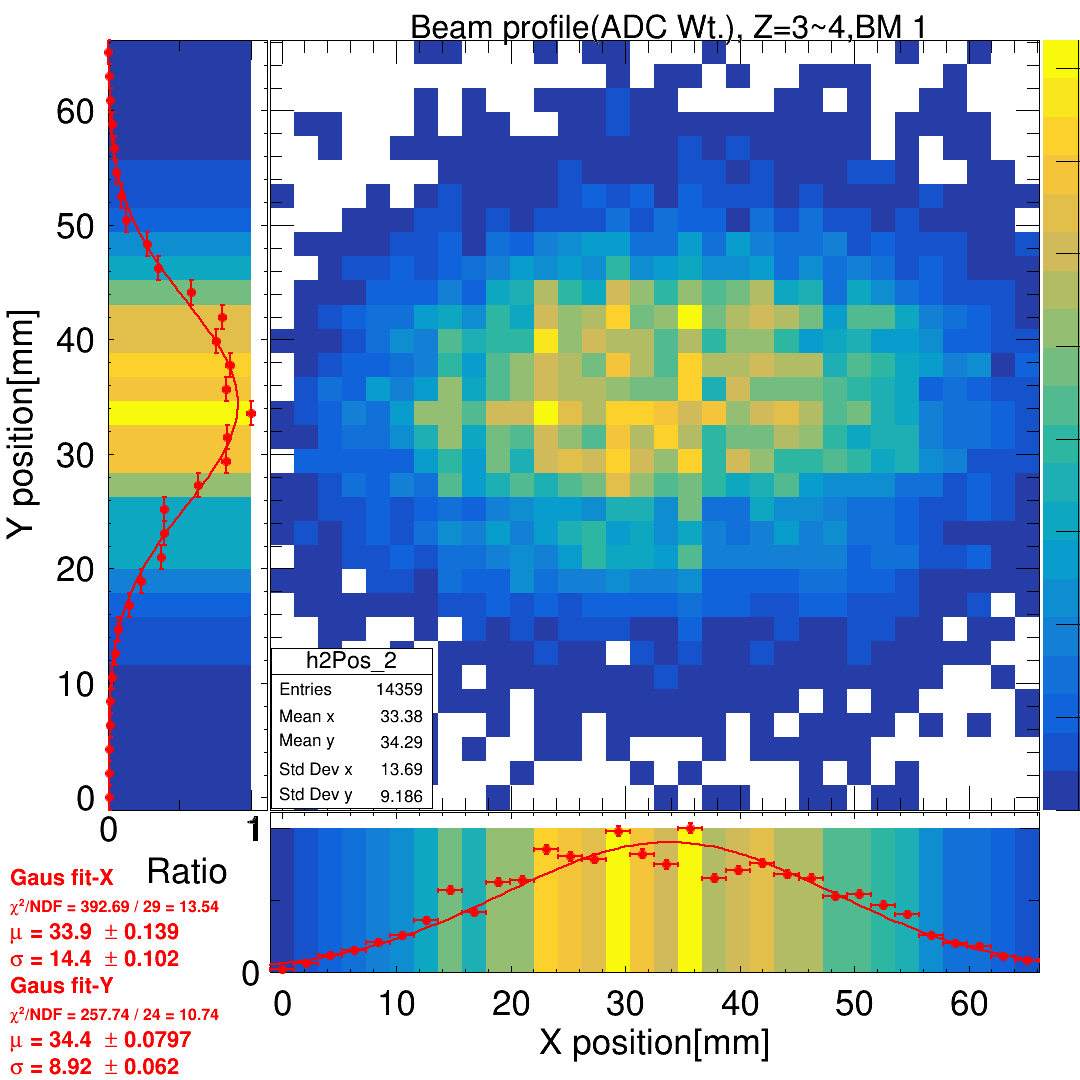 Beam profile(ADC Wt.), Z=3~4,BM 1
Y position[mm]
60
50
40
30
20
10
0
0
1
Ratio
h2Pos_2
Entries 14359
Mean x 33.38
Mean y 34.29
Std Dev x 13.69
Std Dev y 9.186
1
0
0 10 20 30 40 50 60
X position[mm]
Gaus fit-X
χ²/NDF = 392.69 / 29 = 13.54
μ = 33.9 ± 0.139
σ = 14.4 ± 0.102
Gaus fit-Y
χ²/NDF = 257.74 / 24 = 10.74
μ = 34.4 ± 0.0797
σ = 8.92 ± 0.062